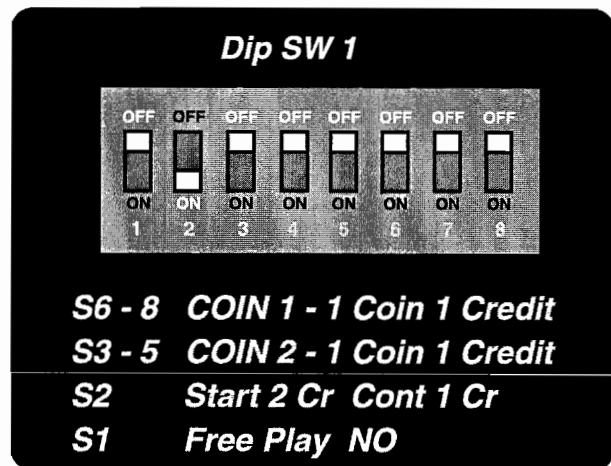 Dip SW 1
OFF OFF OFF OFF OFF OFF OFF OFF
ON ON ON ON ON ON ON ON
1 2 3 4 5 6 7 8
S6 - 8 COIN 1 - 1 Coin 1 Credit
S3 - 5 COIN 2 - 1 Coin 1 Credit
S2 Start 2 Cr Cont 1 Cr
S1 Free Play NO